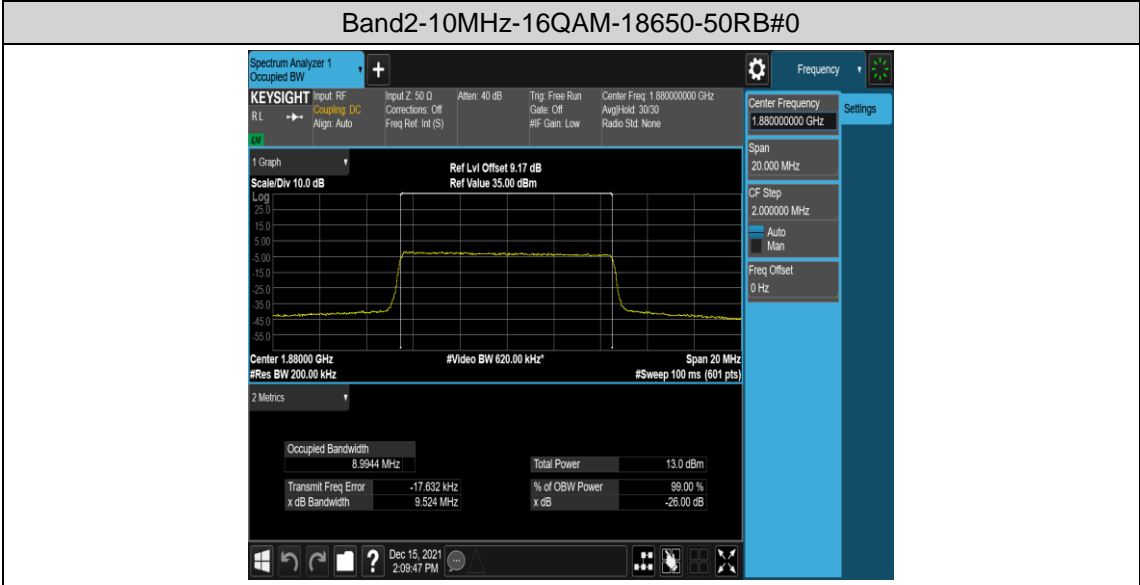 Band2-10MHz-16QAM-18650-50RB#0
Spectrum Analyzer 1
Occupied BW
+
Frequency
KEYSIGHT
Input: RF
Input Z: 50 Ω
Atten: 40 dB
Trig: Free Run
Center Freq: 1.880000000 GHz
RL
Coupling: DC
Corrections: Off
Gate: Off
Avg|Hold: 30/30
Align: Auto
Freq Ref: Int (S)
#IF Gain: Low
Radio Std: None
Center Frequency
1.880000000 GHz
Settings
Span
20.000 MHz
CF Step
2.000000 MHz
Auto
Man
Freq Offset
0 Hz
1 Graph
Ref Lvl Offset 9.17 dB
Scale/Div 10.0 dB
Ref Value 35.00 dBm
Log
25.0
15.0
5.00
-5.00
-15.0
-25.0
-35.0
-45.0
-55.0
Center 1.88000 GHz
#Video BW 620.00 kHz*
Span 20 MHz
#Res BW 200.00 kHz
#Sweep 100 ms (601 pts)
2 Metrics
Occupied Bandwidth
8.9944 MHz
Total Power
13.0 dBm
Transmit Freq Error
-17.632 kHz
% of OBW Power
99.00 %
x dB Bandwidth
9.524 MHz
x dB
-26.00 dB
?
Dec 15, 2021
2:09:47 PM